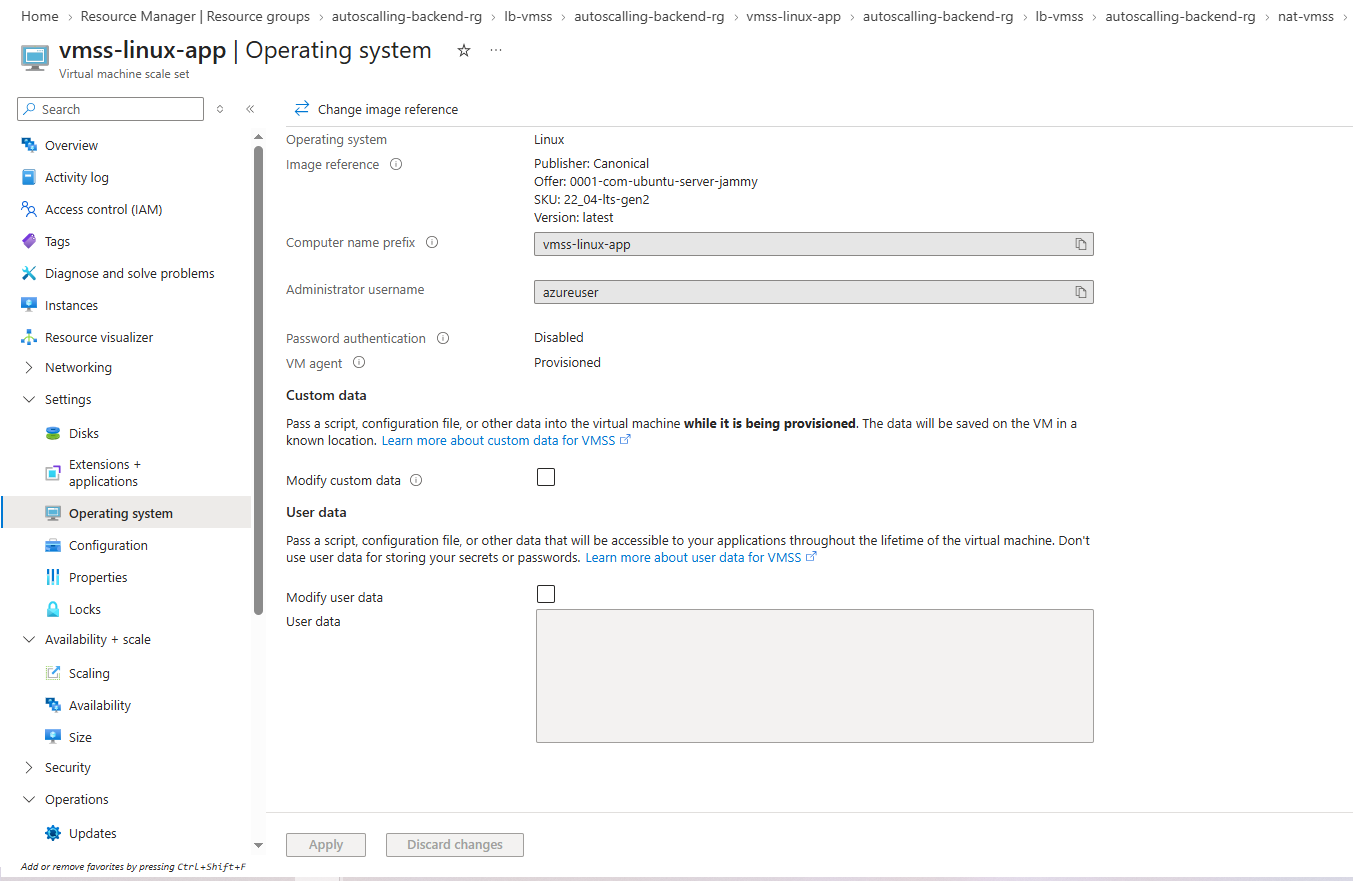 Home > Resource Manager | Resource groups > autoscalling-backend-rg > lb-vmss > autoscalling-backend-rg > vmss-linux-app > autoscalling-backend-rg > lb-vmss > autoscalling-backend-rg > nat-vmss >
vmss-linux-app | Operating system
Virtual machine scale set
Search
Overview
Activity log
Access control (IAM)
Tags
Diagnose and solve problems
Instances
Resource visualizer
Networking
Settings
Disks
Extensions +
applications
Operating system
Configuration
Properties
Locks
Availability + scale
Scaling
Availability
Size
Security
Operations
Updates
Add or remove favorites by pressing Ctrl+Shift+F
Change image reference
Operating system Linux
Image reference Publisher: Canonical
Offer: 0001-com-ubuntu-server-jammy
SKU: 22_04-lts-gen2
Version: latest
Computer name prefix vmss-linux-app
Administrator username azureuser
Password authentication Disabled
VM agent Provisioned
Custom data
Pass a script, configuration file, or other data into the virtual machine while it is being provisioned. The data will be saved on the VM in a
known location. Learn more about custom data for VMSS
Modify custom data
User data
Pass a script, configuration file, or other data that will be accessible to your applications throughout the lifetime of the virtual machine. Don't
use user data for storing your secrets or passwords. Learn more about user data for VMSS
Modify user data
User data
Apply Discard changes